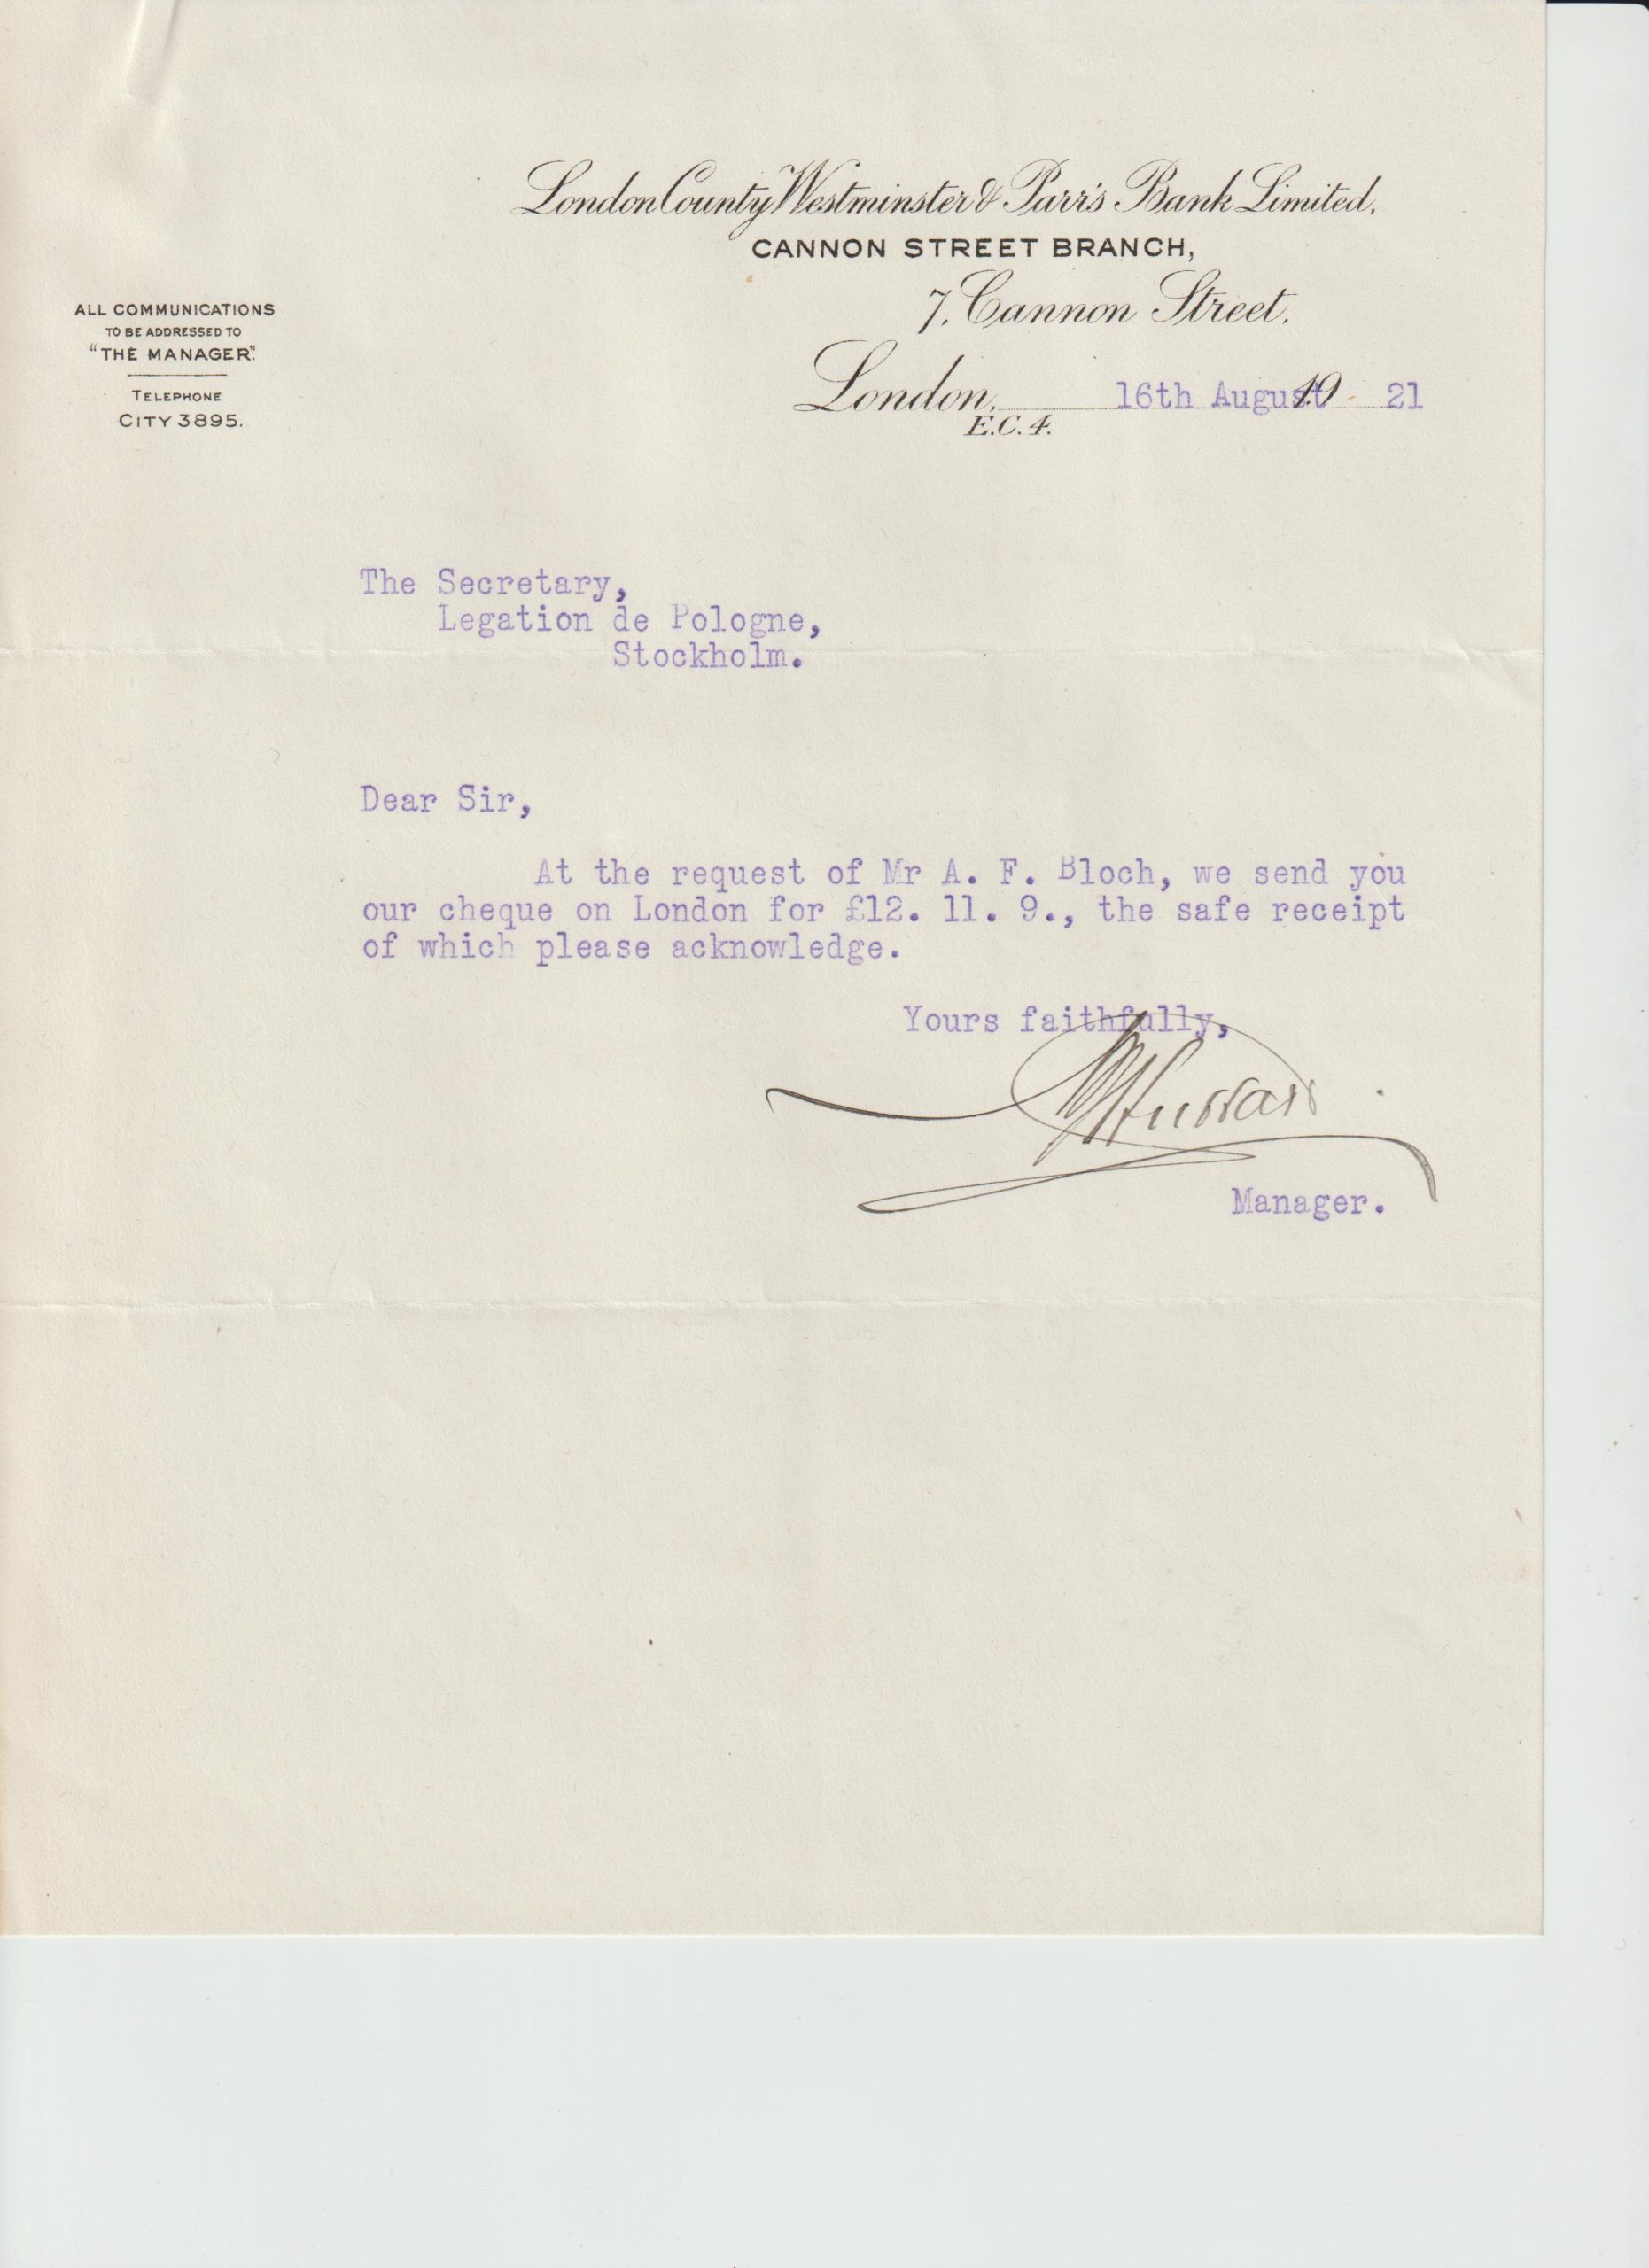 London County Westminster & Parr's Bank Limited.
CANNON STREET BRANCH,
7, Cannon Street.
London, 16th August 19 21
E.C.4.
ALL COMMUNICATIONS
TO BE ADDRESSED TO
"THE MANAGER".
TELEPHONE
CITY 3895.
The Secretary,
Legation de Pologne,
Stockholm.
Dear Sir,
At the request of Mr A. F. Bloch, we send you
our cheque on London for £12. 11. 9., the safe receipt
of which please acknowledge.
Yours faithfully,
Manager.